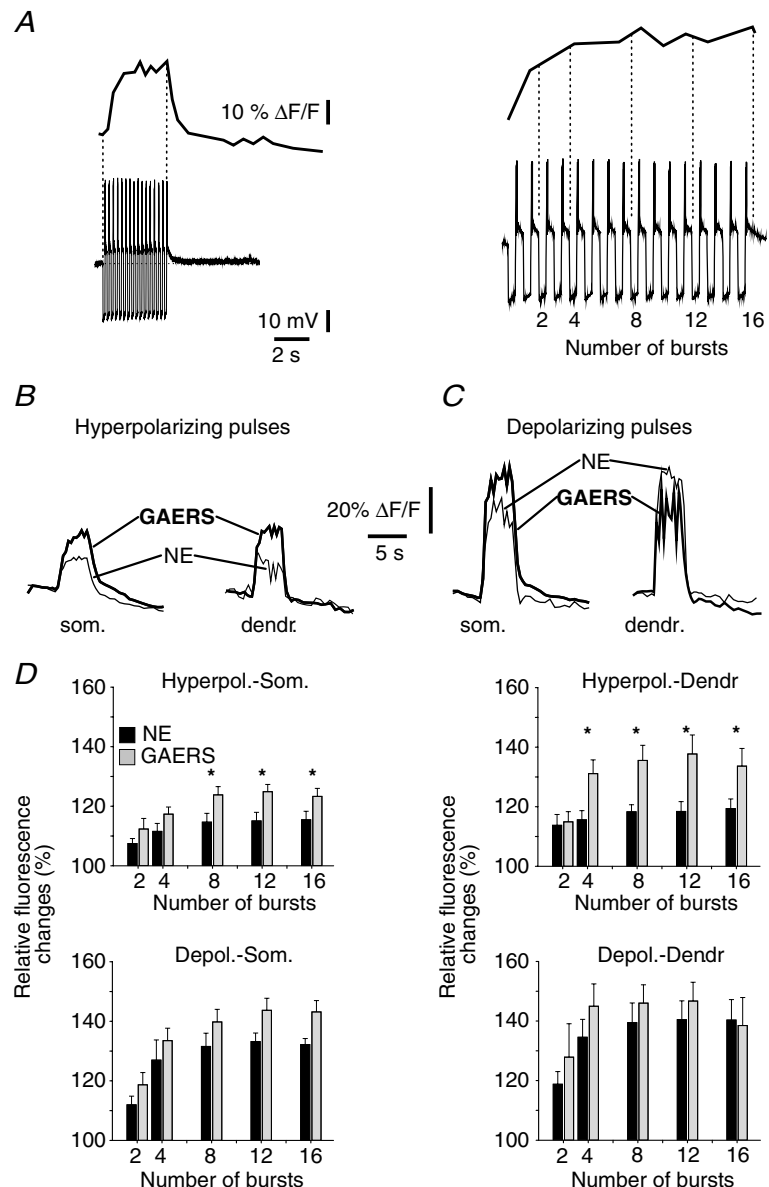 A
10 % ΔF/F
10 mV
2 s
2 4 8 12 16
Number of bursts
B
Hyperpolarizing pulses
GAERS
NE
som.
dendr.
20% ΔF/F
5 s
C
Depolarizing pulses
NE
GAERS
som.
dendr.
D
Hyperpol.-Som.
160
140
120
100
NE
GAERS
* * *
2 4 8 12 16
Number of bursts
Relative fluorescence
changes (%)
Hyperpol.-Dendr
160
140
120
100
* * * *
2 4 8 12 16
Number of bursts
Relative fluorescence
changes (%)
Depol.-Som.
160
140
120
100
2 4 8 12 16
Number of bursts
Depol.-Dendr
160
140
120
100
2 4 8 12 16
Number of bursts